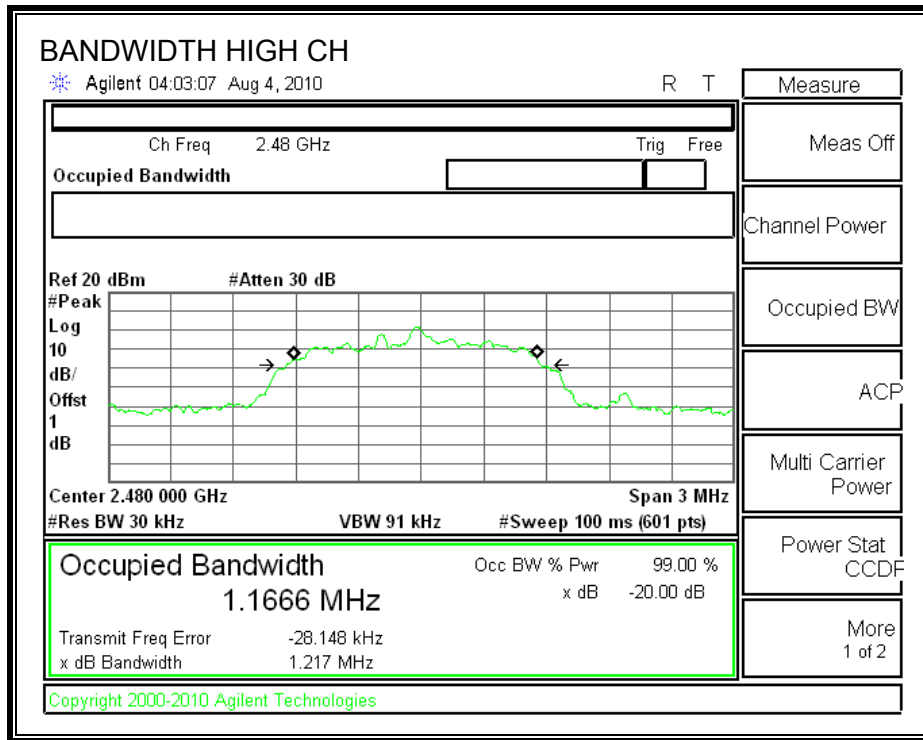 BANDWIDTH HIGH CH
Agilent 04:03:07 Aug 4, 2010 R T
Measure
Ch Freq 2.48 GHz Trig Free
Occupied Bandwidth
Meas Off
Channel Power
Occupied BW
ACP
Multi Carrier
Power
Power Stat
CCDF
More
1 of 2
Ref 20 dBm #Atten 30 dB
#Peak
Log
10
dB/
Offst
1
dB
Center 2.480 000 GHz Span 3 MHz
#Res BW 30 kHz VBW 91 kHz #Sweep 100 ms (601 pts)
Occupied Bandwidth Occ BW % Pwr 99.00 %
1.1666 MHz x dB -20.00 dB
Transmit Freq Error -28.148 kHz
x dB Bandwidth 1.217 MHz
Copyright 2000-2010 Agilent Technologies